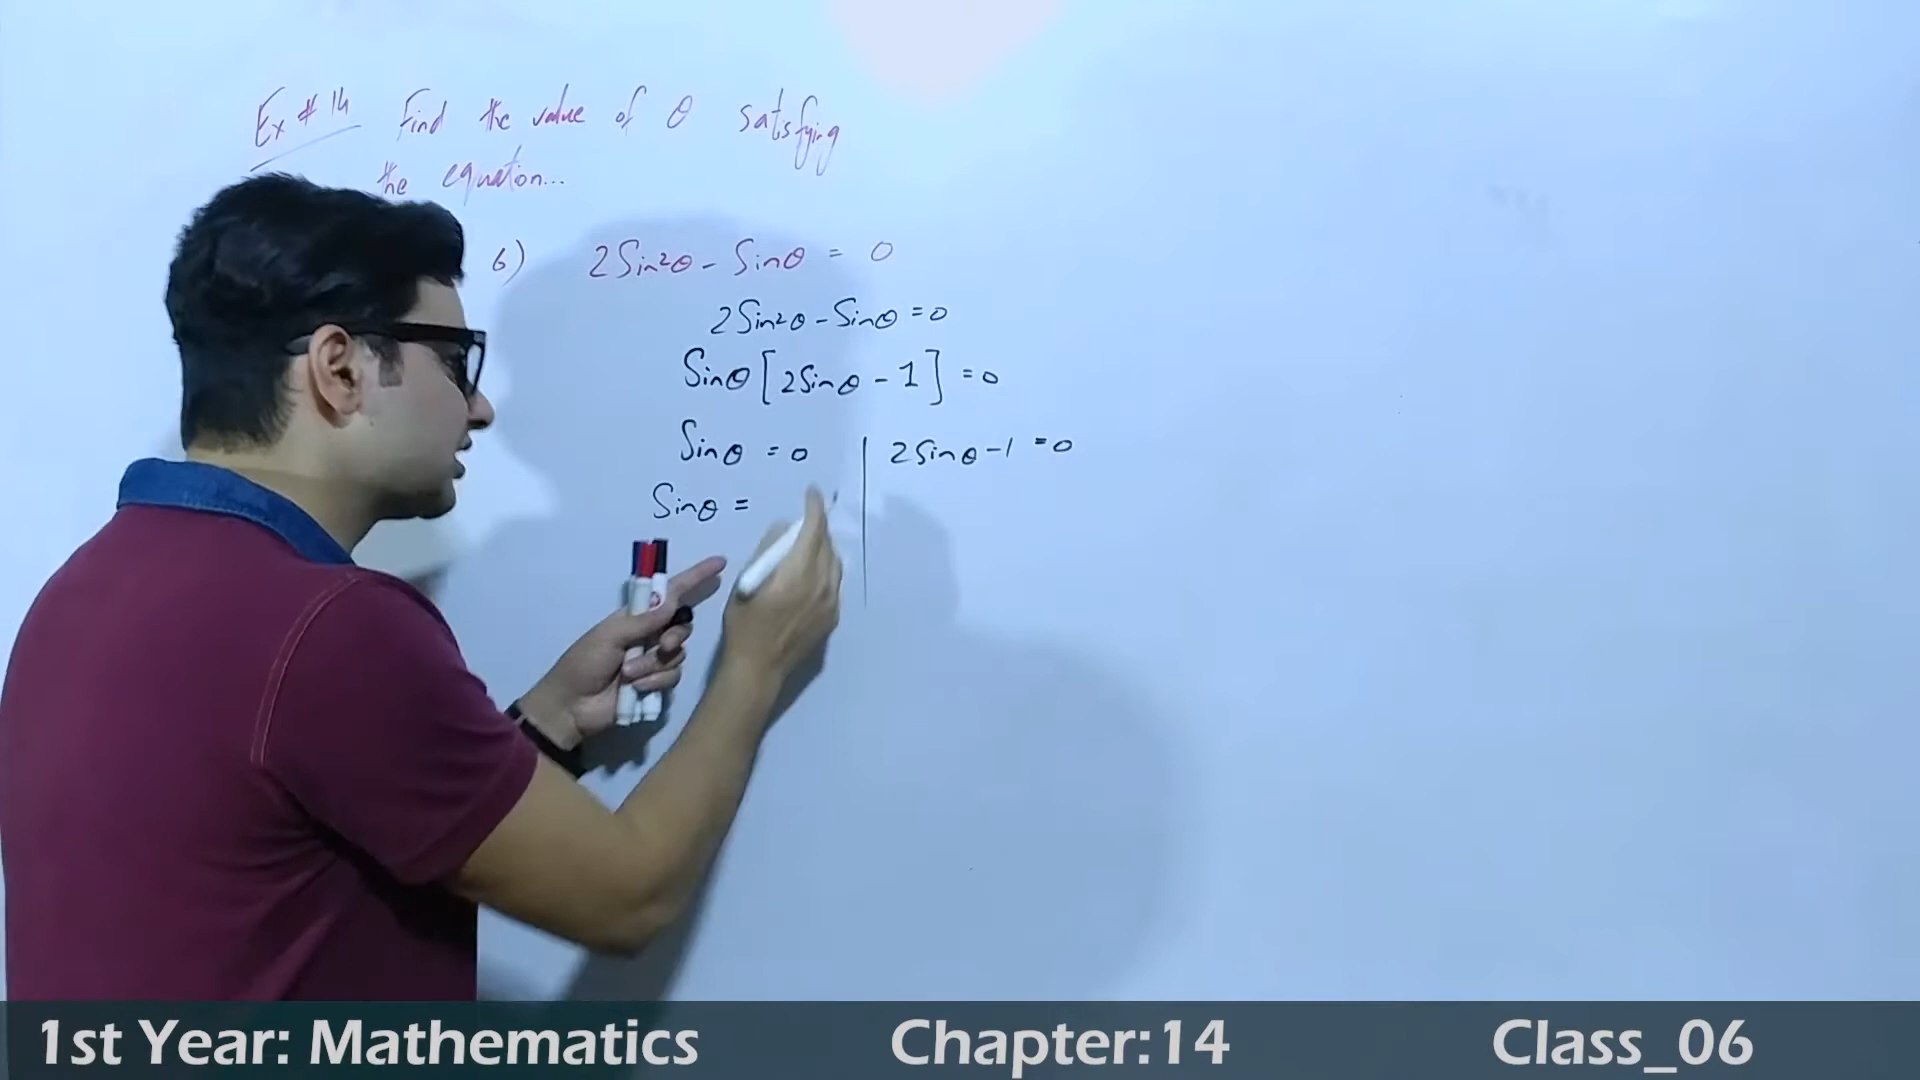 Ex # 14 Find the value of θ satisfying
the equation...
6) 2Sin²θ - Sinθ = 0
2Sin²θ - Sinθ = 0
Sinθ [2Sinθ - 1] = 0
Sinθ = 0 | 2Sinθ - 1 = 0
Sinθ =
1st Year: Mathematics Chapter:14 Class_06